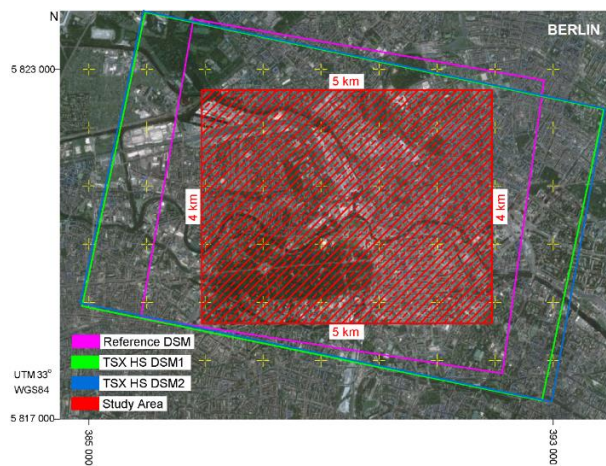 N
BERLIN
5 823 000
5 km
4 km
4 km
5 km
Reference DSM
TSX HS DSM1
TSX HS DSM2
Study Area
UTM 33°
WGS84
5 817 000
385 000
393 000